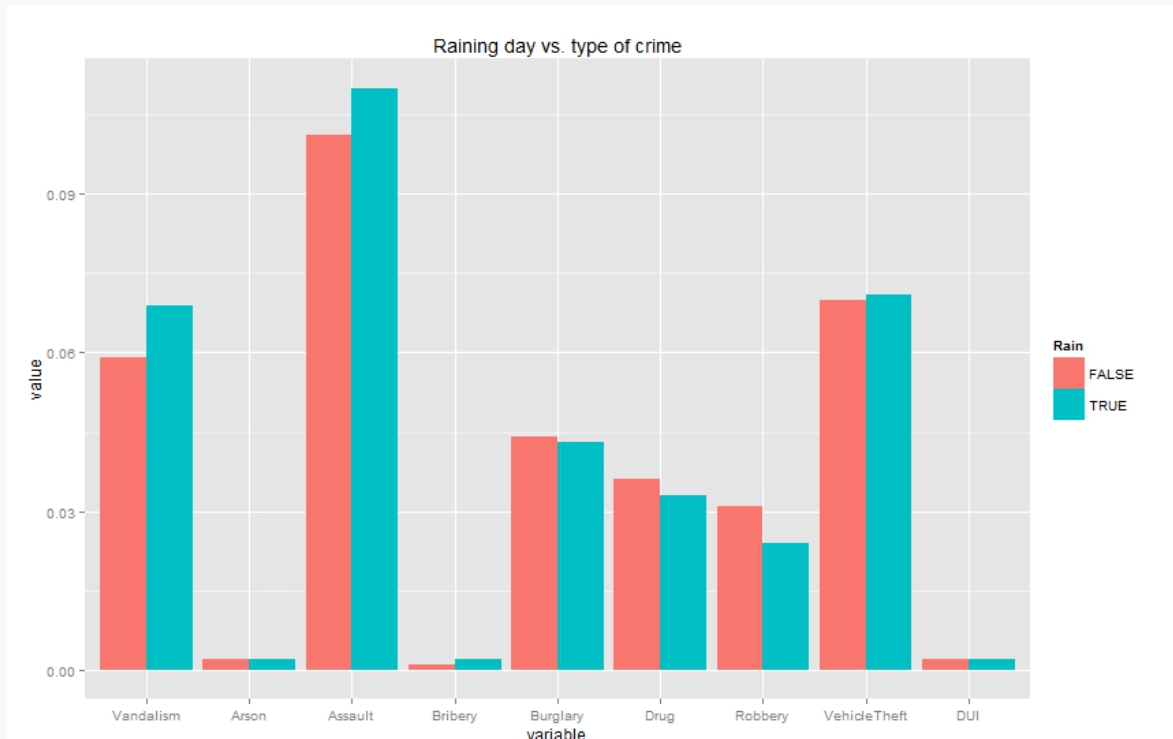 Raining day vs. type of crime
value
0.09
0.06
0.03
0.00
Vandalism Arson Assault Bribery Burglary Drug Robbery VehicleTheft DUI
variable
Rain
FALSE
TRUE